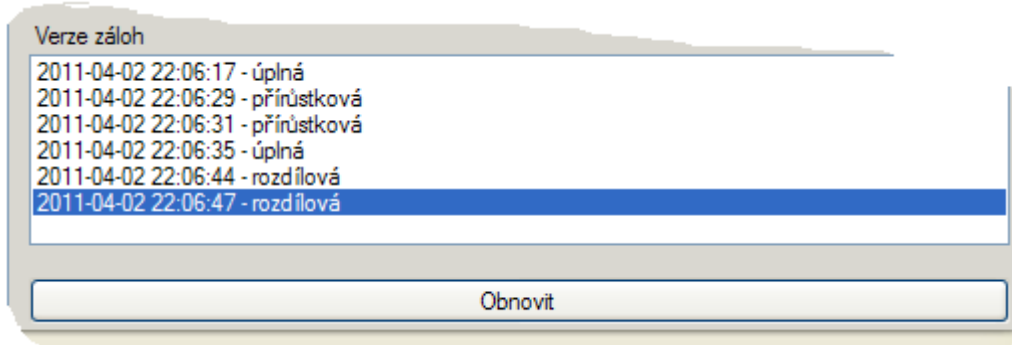 Verze záloh
2011-04-02 22:06:17 - úplná
2011-04-02 22:06:29 - přírůstková
2011-04-02 22:06:31 - přírůstková
2011-04-02 22:06:35 - úplná
2011-04-02 22:06:44 - rozdílová
2011-04-02 22:06:47 - rozdílová
Obnovit